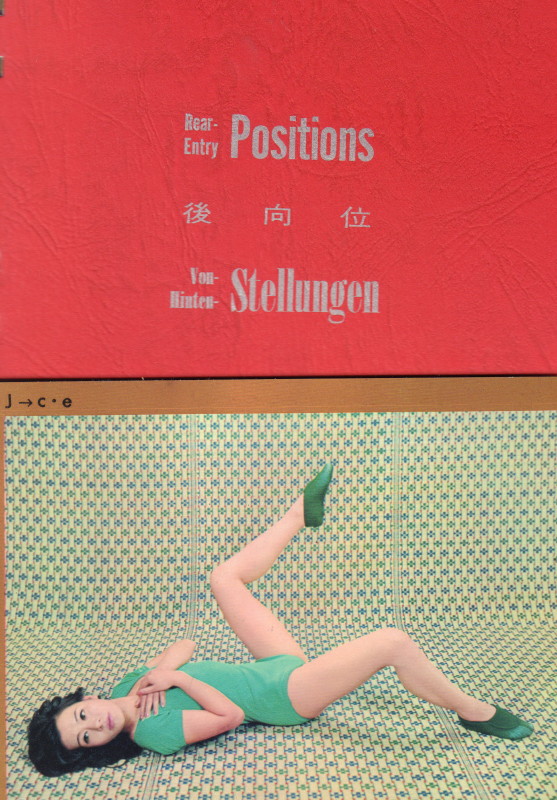 Rear-
Entry Positions
後向位
Von-
Hinten- Stellungen
J → c · e